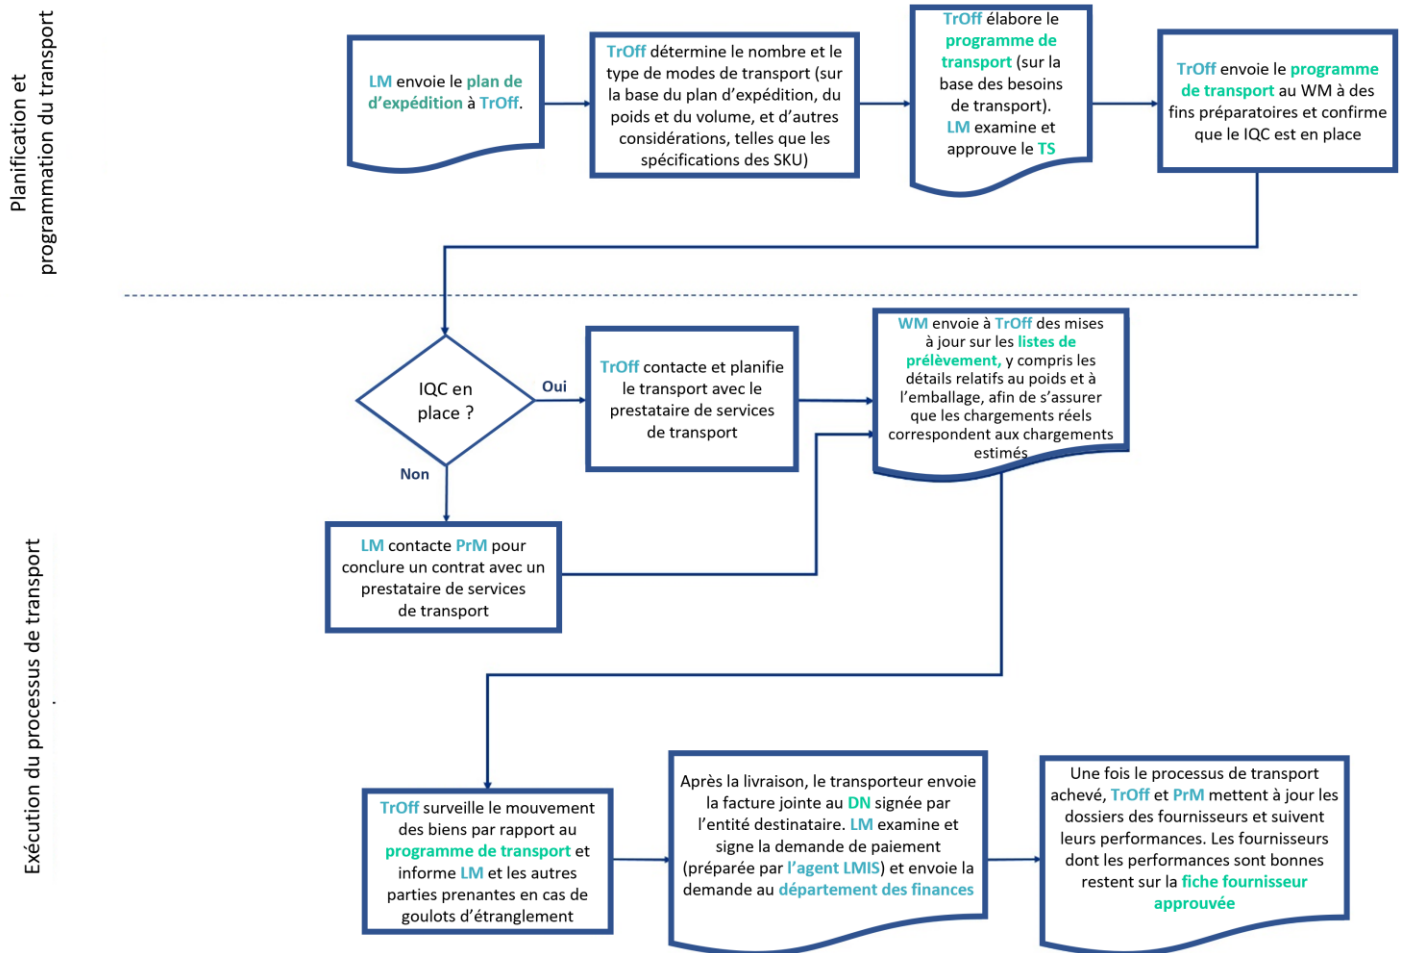 Planification et
programmation du transport
LM envoie le plan de
d’expédition à TrOff.
TrOff détermine le nombre et le
type de modes de transport (sur
la base du plan d’expédition, du
poids et du volume, et d’autres
considérations, telles que les
spécifications des SKU)
TrOff élabore le
programme de
transport (sur la
base des besoins
de transport).
LM examine et
approuve le TS
TrOff envoie le programme
de transport au WM à des
fins préparatoires et confirme
que le IQC est en place
Exécution du processus de transport
IQC en
place ?
Oui
Non
TrOff contacte et planifie
le transport avec le
prestataire de services
de transport
WM envoie à TrOff des mises
à jour sur les listes de
prélèvement, y compris les
détails relatifs au poids et à
l’emballage, afin de s’assurer
que les chargements réels
correspondent aux chargements
estimés
LM contacte PrM pour
conclure un contrat avec un
prestataire de services
de transport
TrOff surveille le mouvement
des biens par rapport au
programme de transport et
informe LM et les autres
parties prenantes en cas de
goulots d’étranglement
Après la livraison, le transporteur envoie
la facture jointe au DN signée par
l’entité destinataire. LM examine et
signe la demande de paiement
(préparée par l’agent LMIS) et envoie la
demande au département des finances
Une fois le processus de transport
achevé, TrOff et PrM mettent à jour les
dossiers des fournisseurs et suivent
leurs performances. Les fournisseurs
dont les performances sont bonnes
restent sur la fiche fournisseur
approuvée